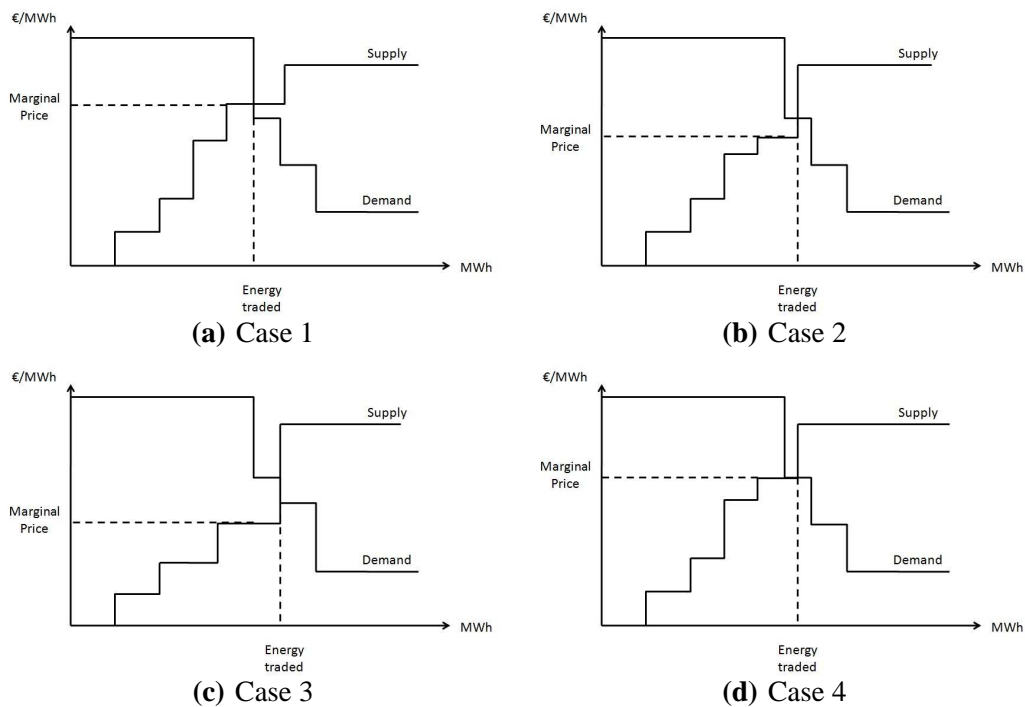 €/MWh
Supply
Marginal
Price
Demand
MWh
Energy
traded
(a) Case 1
€/MWh
Supply
Marginal
Price
Demand
MWh
Energy
traded
(b) Case 2
€/MWh
Supply
Marginal
Price
Demand
MWh
Energy
traded
(c) Case 3
€/MWh
Supply
Marginal
Price
Demand
MWh
Energy
traded
(d) Case 4